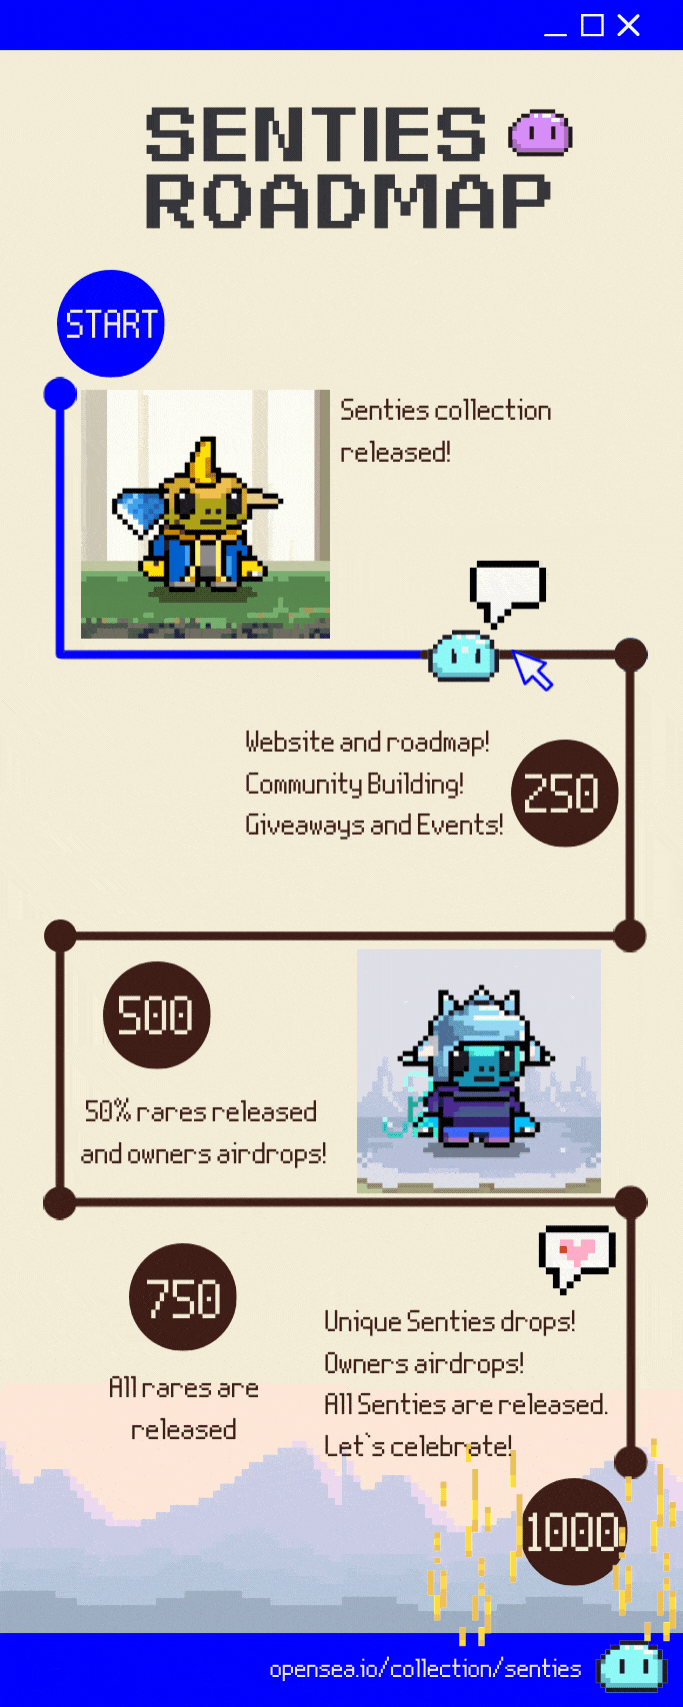 SENTIES
ROADMAP
START
Senties collection
released!
Website and roadmap!
Community Building!
Giveaways and Events!
250
500
50% rares released
and owners airdrops!
750
All rares are
released
Unique Senties drops!
Owners airdrops!
All Senties are released.
Let`s celebrate!
1000
opensea.io/collection/senties